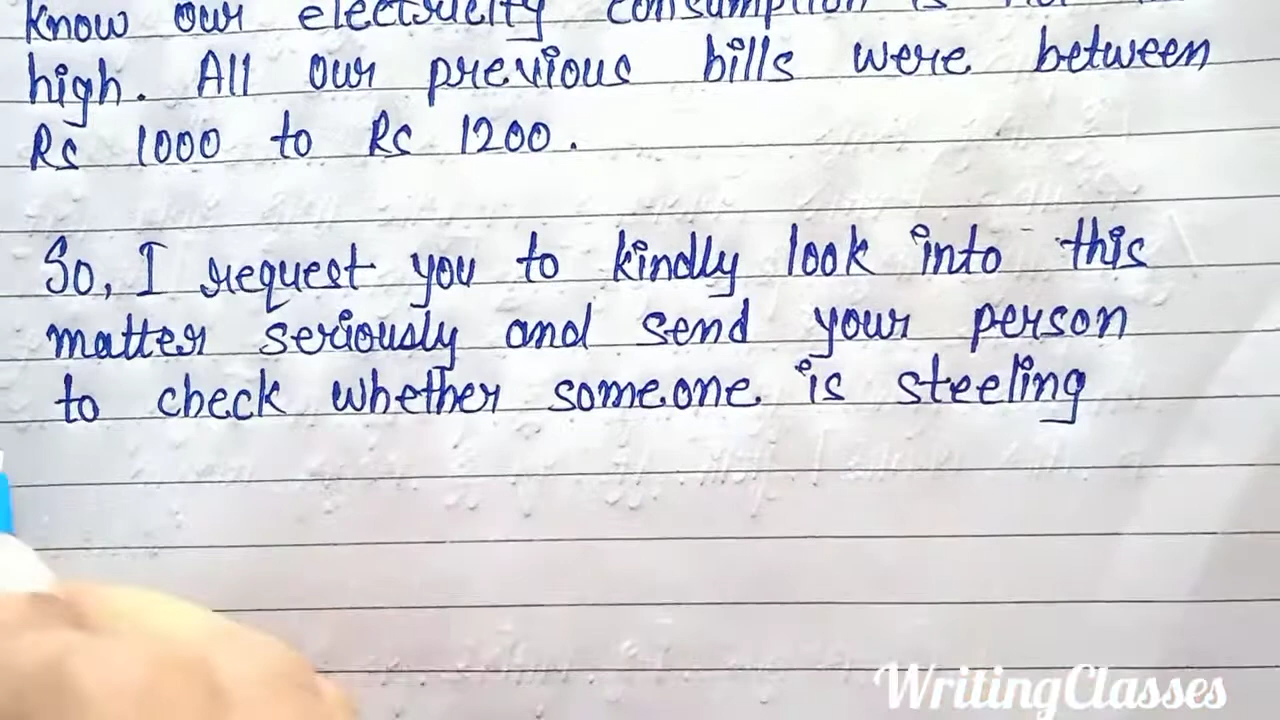 know our electricity consumption is not
high. All our previous bills were between
Rs 1000 to Rs 1200.
So, I request you to kindly look into this
matter seriously and send your person
to check whether someone is steeling
WritingClasses